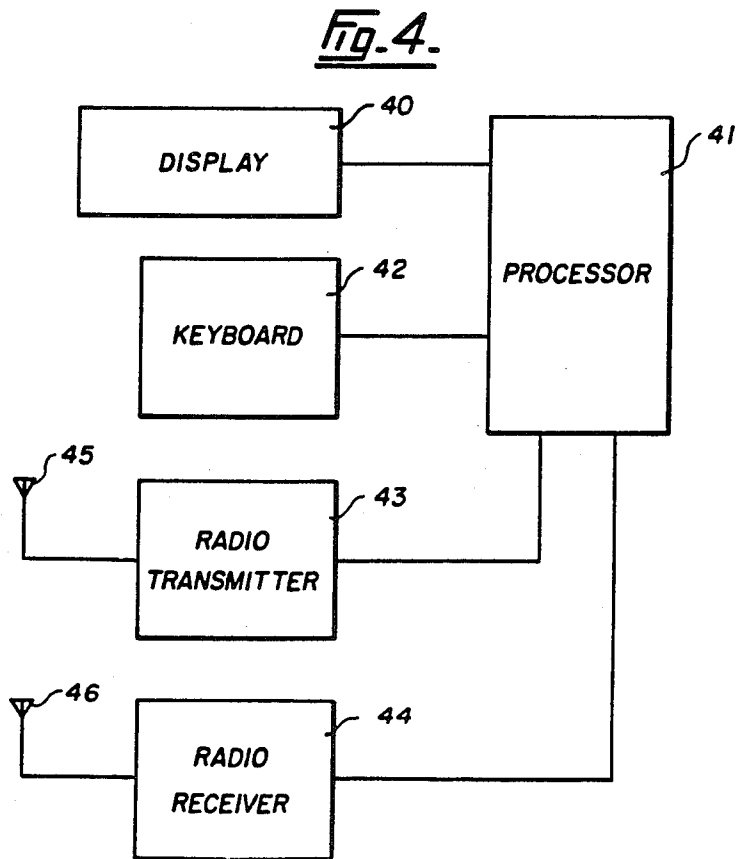 Fig. 4.
40
DISPLAY
41
PROCESSOR
42
KEYBOARD
45
43
RADIO
TRANSMITTER
46
44
RADIO
RECEIVER